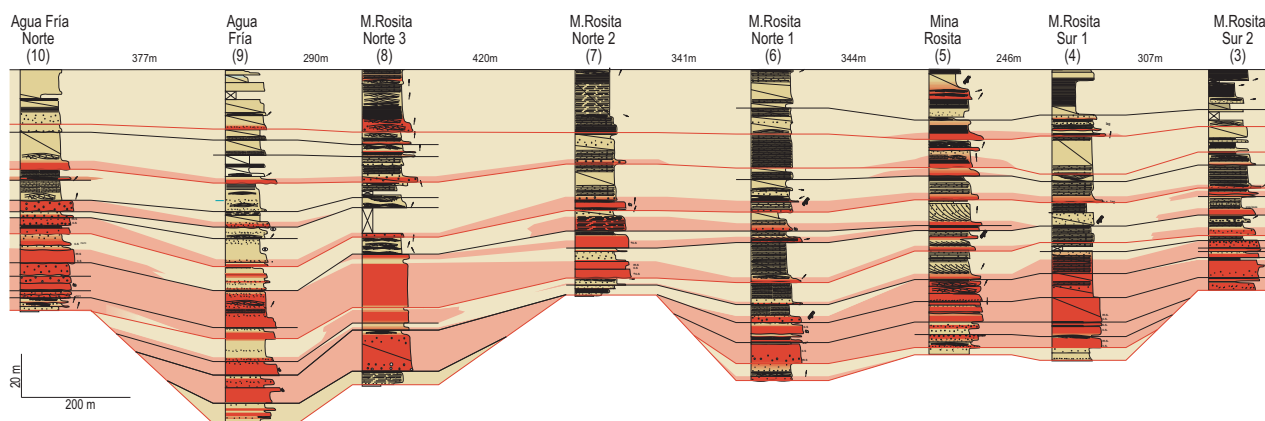 Agua Fría
Norte
(10)
377m
Agua
Fría
(9)
290m
M.Rosita
Norte 3
(8)
420m
M.Rosita
Norte 2
(7)
341m
M.Rosita
Norte 1
(6)
344m
Mina
Rosita
(5)
246m
M.Rosita
Sur 1
(4)
307m
M.Rosita
Sur 2
(3)
20 m
200 m